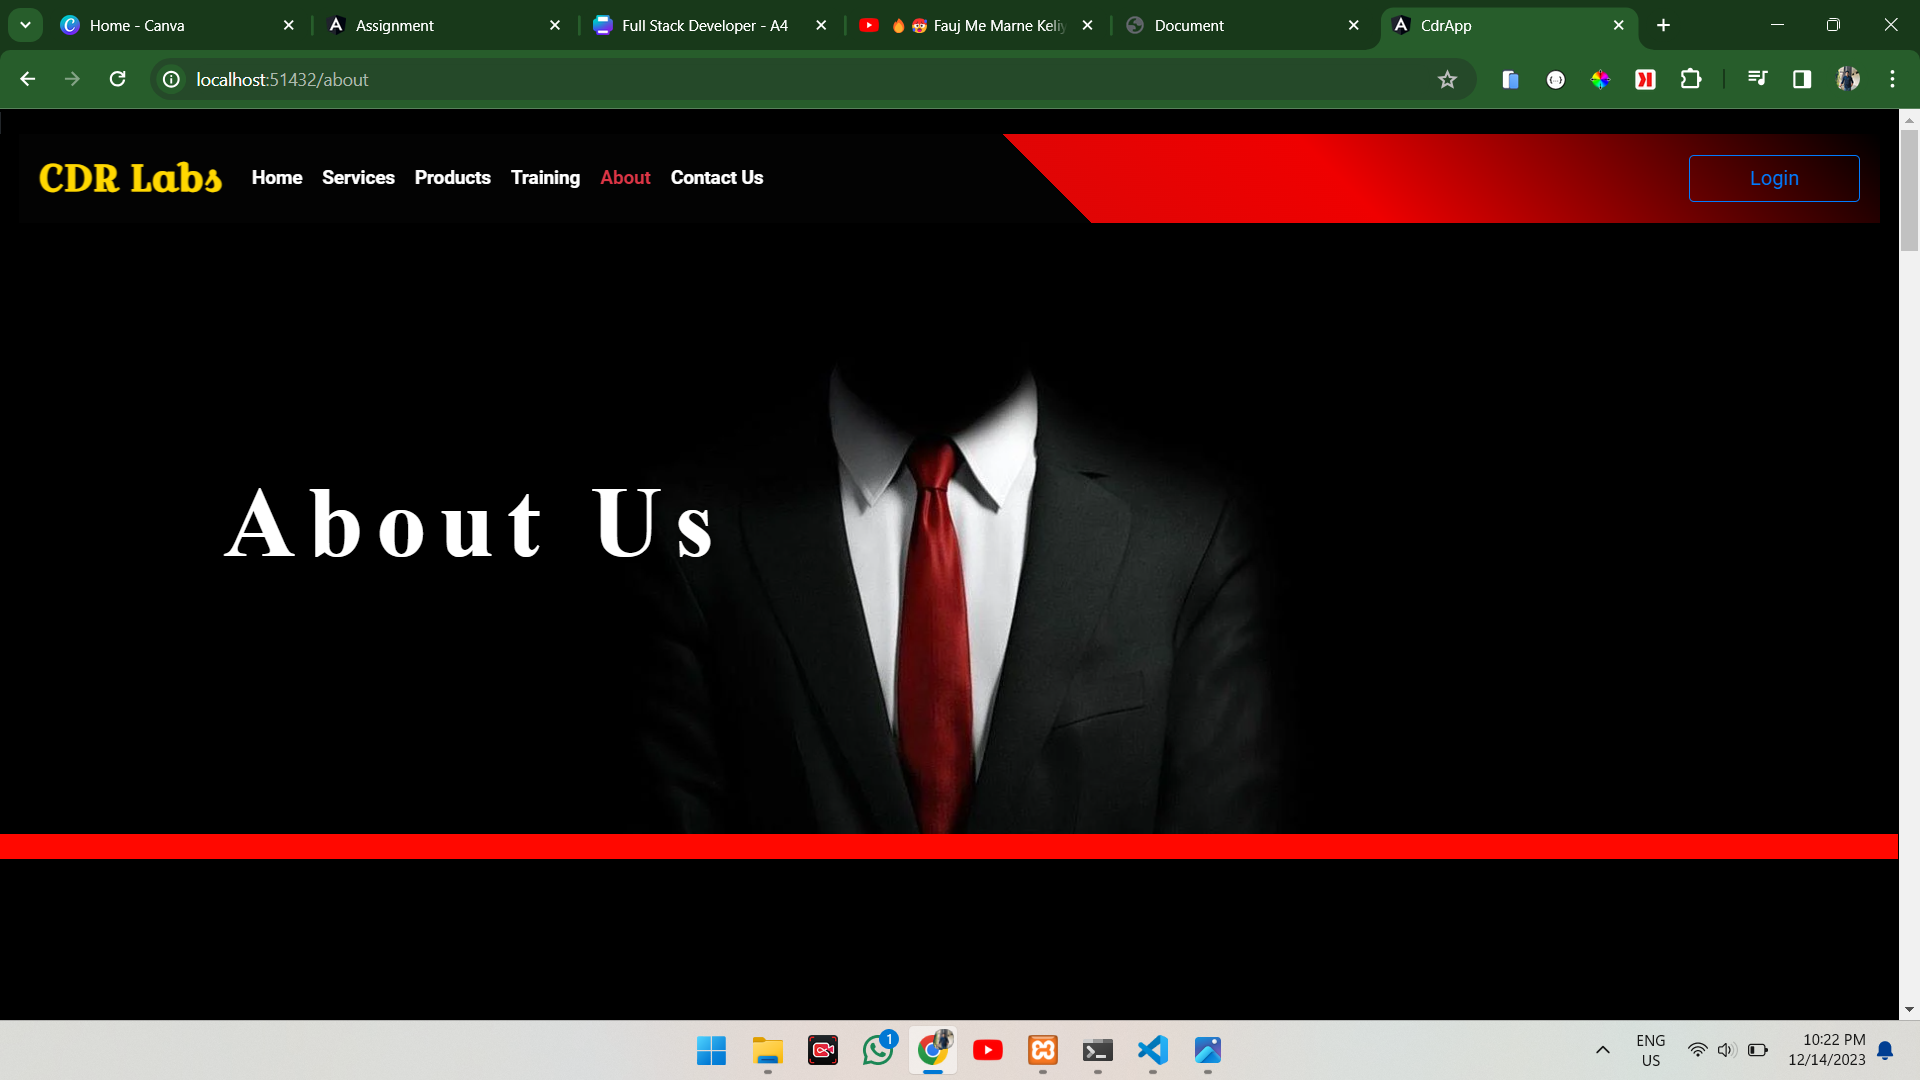 Home - Canva
Assignment
Full Stack Developer - A4
Fauj Me Marne Keliy
Document
CdrApp
localhost:51432/about
CDR Labs
Home
Services
Products
Training
About
Contact Us
Login
About Us
1
ENG
US
10:22 PM
12/14/2023